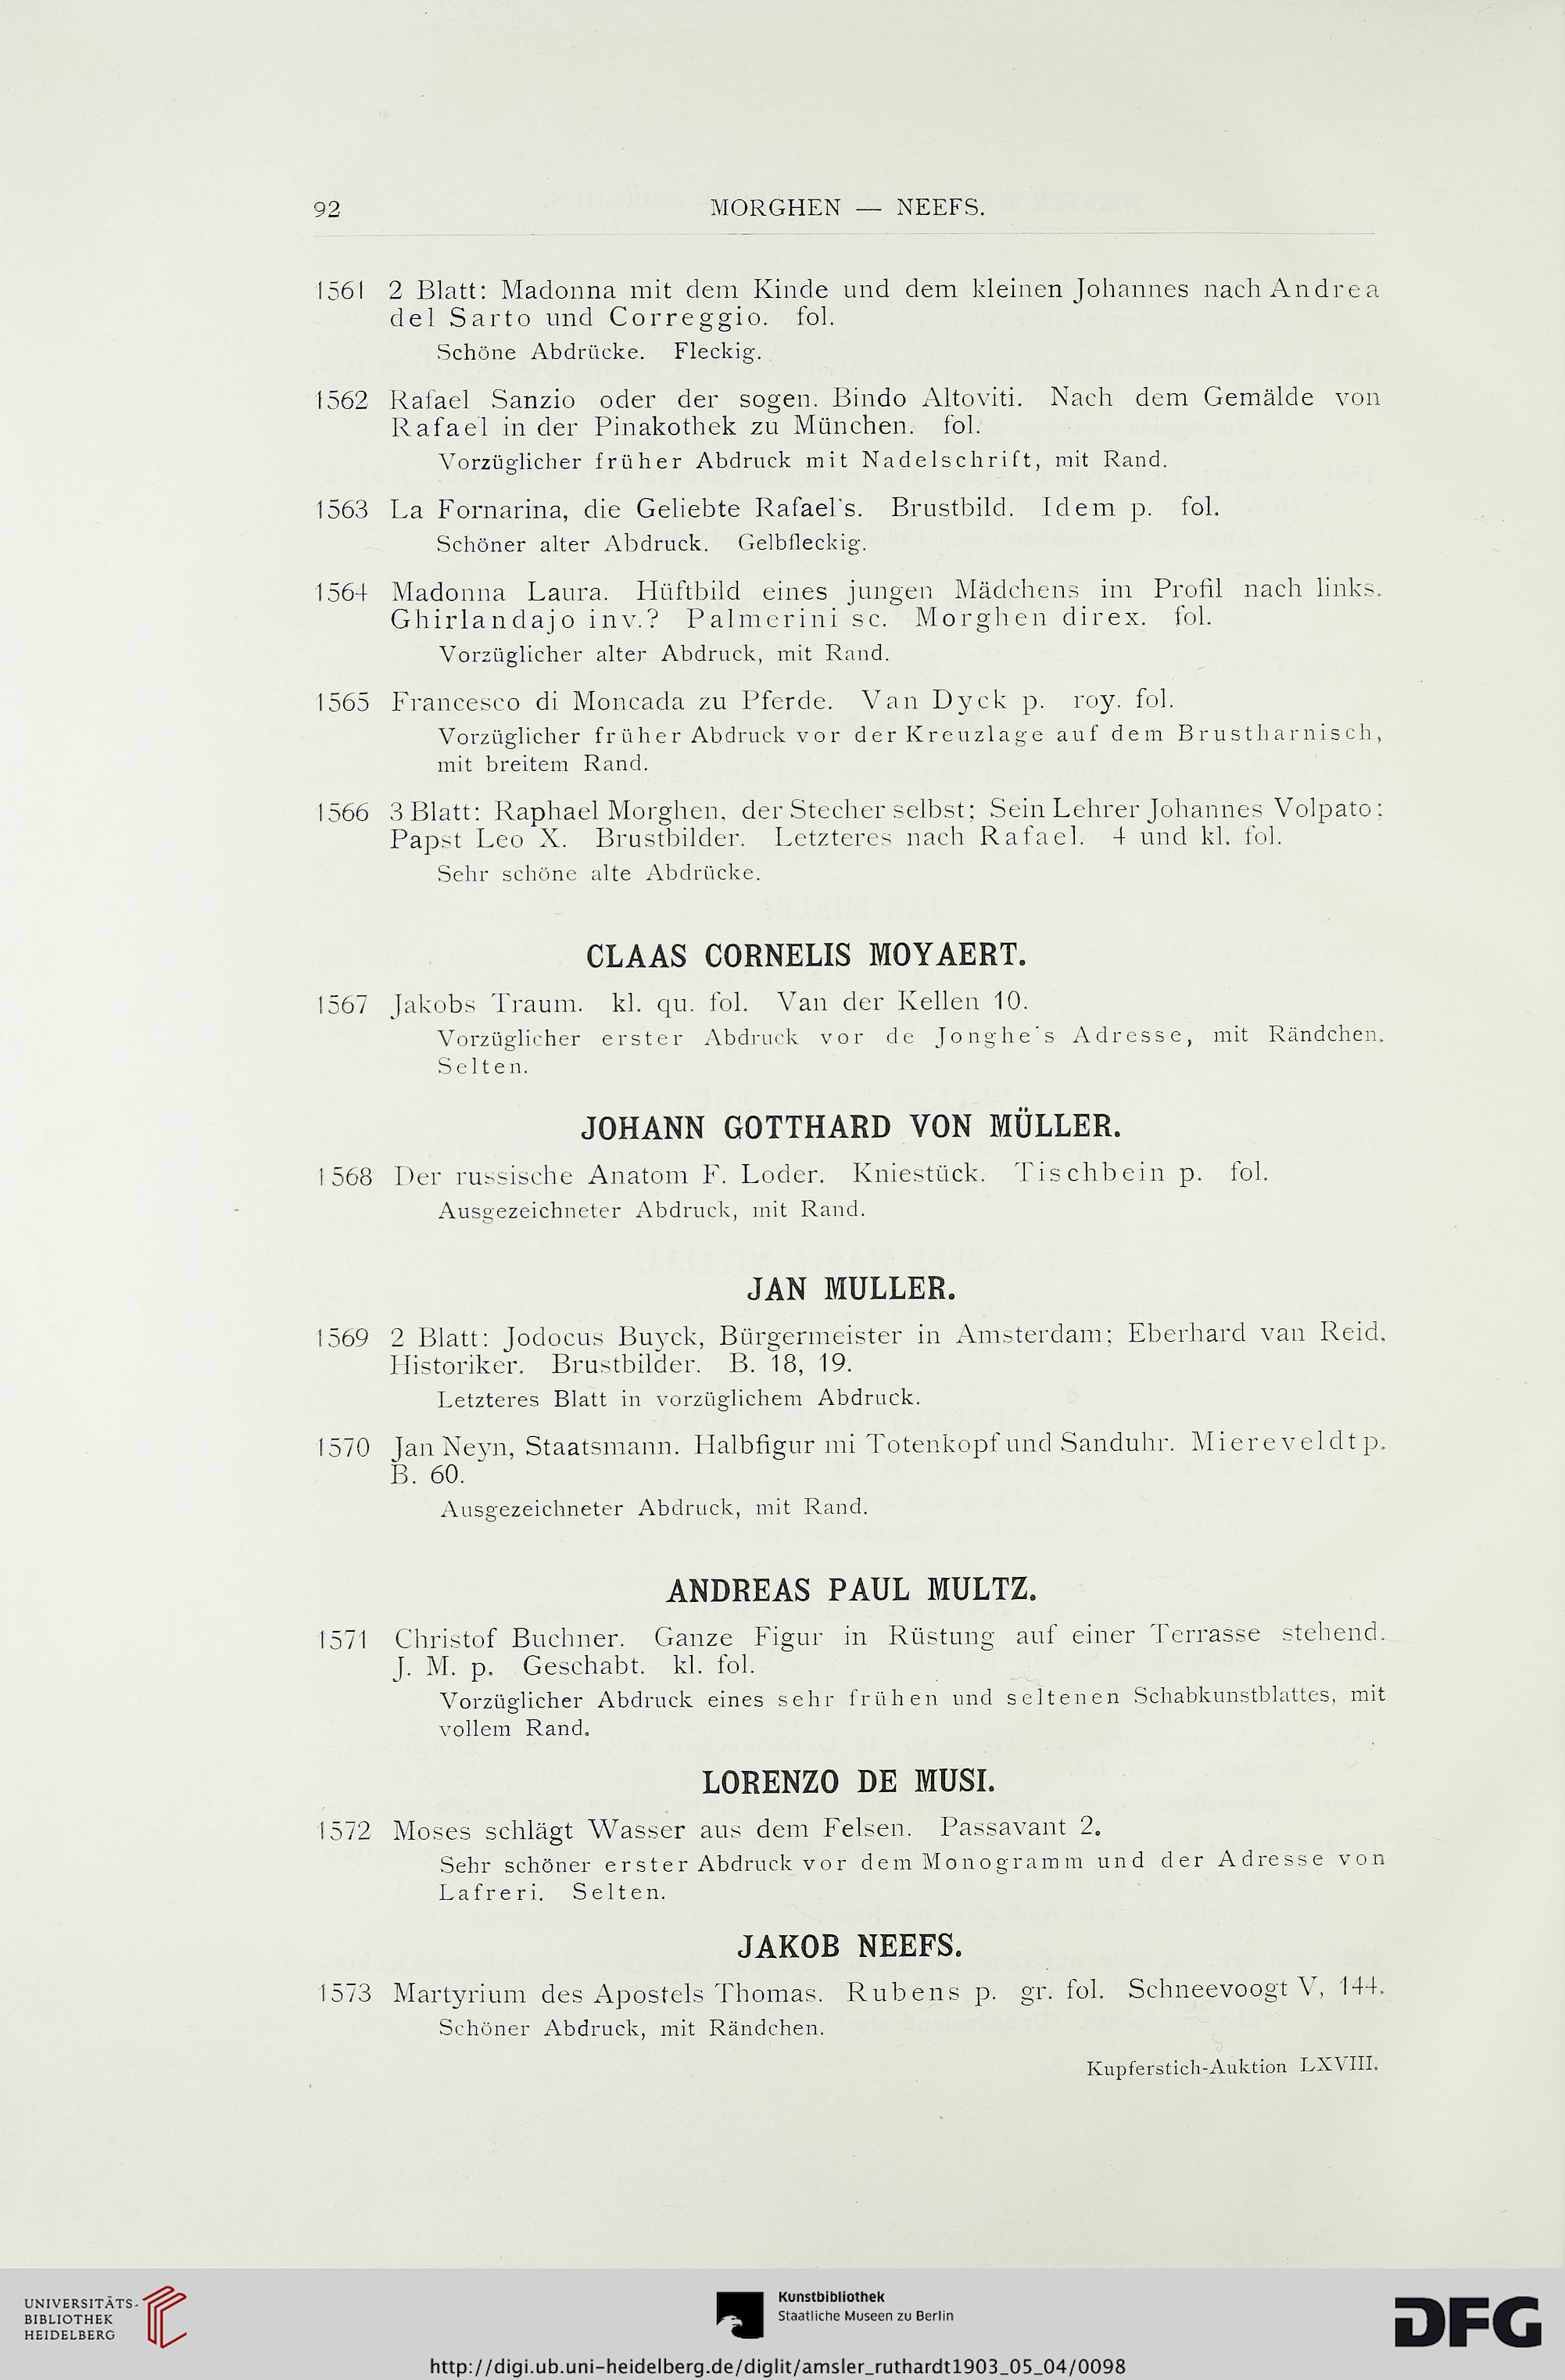 92
MORGHEN — NEEFS.
1561 2 Blatt: Madonna mit dem Kinde und dem kleinen Johannes nach Andrea
del Sarto und Correggio. fol.
Schöne Abdrücke. Fleckig.
1562 Rafael Sanzio oder der sogen. Bindo Altoviti. Nach dem Gemälde von
Rafael in der Pinakothek zu München. fol.
Vorzüglicher früher Abdruck mit Nadelschrift, mit Rand.
1563 La Fornarina, die Geliebte Rafael's. Brustbild. Idem p. fol.
Schöner alter Abdruck. Gelbfleckig.
1564 Madonna Laura. Hüftbild eines jungen Mädchens im Profil nach links.
Ghirlandajo inv.? Palmerini sc. Morghen direx. fol.
Vorzüglicher alter Abdruck, mit Rand.
1565 Francesco di Moncada zu Pferde. Van Dyck p. roy. fol.
Vorzüglicher früher Abdruck vor der Kreuzlage auf dem Brustharnisch,
mit breitem Rand.
1566 3 Blatt: Raphael Morghen, der Stecher selbst; Sein Lehrer Johannes Volpato;
Papst Leo X. Brustbilder. Letzteres nach Rafael. 4 und kl. fol.
Sehr schöne alte Abdrücke.
CLAAS CORNELIS MOYAERT.
1567 Jakobs Traum. kl. qu. fol. Van der Kellen 10.
Vorzüglicher erster Abdruck vor de Jonghe's Adresse, mit Rändchen.
Selten.
JOHANN GOTTHARD VON MÜLLER.
1568 Der russische Anatom F. Loder. Kniestück. Tischbein p. fol.
Ausgezeichneter Abdruck, mit Rand.
JAN MULLER.
1569 2 Blatt: Jodocus Buyck, Bürgermeister in Amsterdam; Eberhard van Reid,
Historiker. Brustbilder. B. 18, 19.
Letzteres Blatt in vorzüglichem Abdruck.
1570 Jan Neyn, Staatsmann. Halbfigur mi Totenkopf und Sanduhr. Miereveldt p.
B. 60.
Ausgezeichneter Abdruck, mit Rand.
ANDREAS PAUL MULTZ.
1571 Christof Buchner. Ganze Figur in Rüstung auf einer Terrasse stehend.
J. M. p. Geschabt. kl. fol.
Vorzüglicher Abdruck eines sehr frühen und seltenen Schabkunstblattes, mit
vollem Rand.
LORENZO DE MUSI.
1572 Moses schlägt Wasser aus dem Felsen. Passavant 2.
Sehr schöner erster Abdruck vor dem Monogramm und der Adresse von
Lafreri. Selten.
JAKOB NEEFS.
1573 Martyrium des Apostels Thomas. Rubens p. gr. fol. Schneevoogt V, 144.
Schöner Abdruck, mit Rändchen.
Kupferstich-Auktion LXVIII.
UNIVERSITÄTS-
BIBLIOTHEK
HEIDELBERG
Kunstbibliothek
Staatliche Museen zu Berlin
DFG
http://digi.ub.uni-heidelberg.de/diglit/amsler_ruthardt1903_05_04/0098